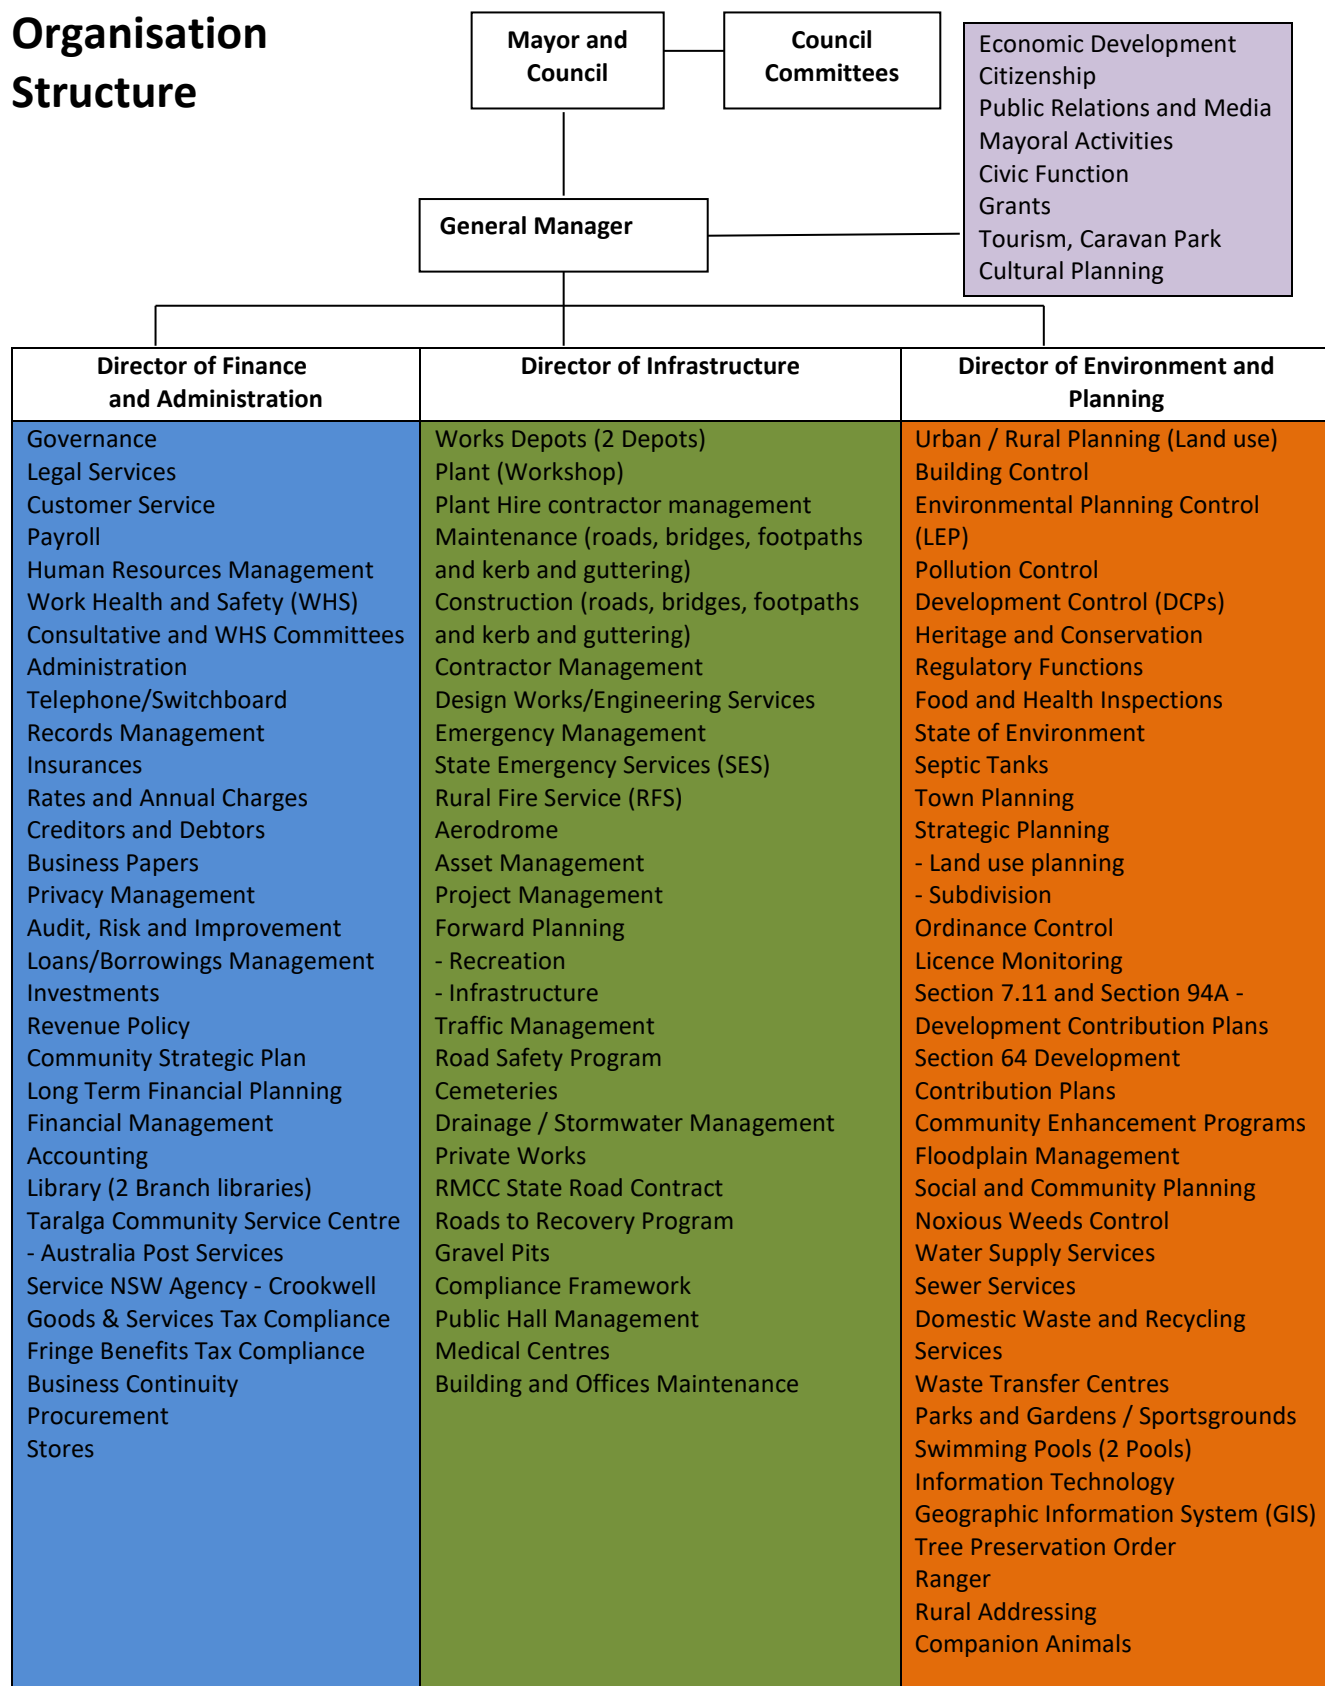 Organisation
Structure
Mayor and
Council
Council
Committees
Economic Development
Citizenship
Public Relations and Media
Mayoral Activities
Civic Function
Grants
Tourism, Caravan Park
Cultural Planning
General Manager
Director of Finance
and Administration
Governance
Legal Services
Customer Service
Payroll
Human Resources Management
Work Health and Safety (WHS)
Consultative and WHS Committees
Administration
Telephone/Switchboard
Records Management
Insurances
Rates and Annual Charges
Creditors and Debtors
Business Papers
Privacy Management
Audit, Risk and Improvement
Loans/Borrowings Management
Investments
Revenue Policy
Community Strategic Plan
Long Term Financial Planning
Financial Management
Accounting
Library (2 Branch libraries)
Taralga Community Service Centre
- Australia Post Services
Service NSW Agency - Crookwell
Goods & Services Tax Compliance
Fringe Benefits Tax Compliance
Business Continuity
Procurement
Stores
Director of Infrastructure
Works Depots (2 Depots)
Plant (Workshop)
Plant Hire contractor management
Maintenance (roads, bridges, footpaths
and kerb and guttering)
Construction (roads, bridges, footpaths
and kerb and guttering)
Contractor Management
Design Works/Engineering Services
Emergency Management
State Emergency Services (SES)
Rural Fire Service (RFS)
Aerodrome
Asset Management
Project Management
Forward Planning
- Recreation
- Infrastructure
Traffic Management
Road Safety Program
Cemeteries
Drainage / Stormwater Management
Private Works
RMCC State Road Contract
Roads to Recovery Program
Gravel Pits
Compliance Framework
Public Hall Management
Medical Centres
Building and Offices Maintenance
Director of Environment and
Planning
Urban / Rural Planning (Land use)
Building Control
Environmental Planning Control
(LEP)
Pollution Control
Development Control (DCPs)
Heritage and Conservation
Regulatory Functions
Food and Health Inspections
State of Environment
Septic Tanks
Town Planning
Strategic Planning
- Land use planning
- Subdivision
Ordinance Control
Licence Monitoring
Section 7.11 and Section 94A -
Development Contribution Plans
Section 64 Development
Contribution Plans
Community Enhancement Programs
Floodplain Management
Social and Community Planning
Noxious Weeds Control
Water Supply Services
Sewer Services
Domestic Waste and Recycling
Services
Waste Transfer Centres
Parks and Gardens / Sportsgrounds
Swimming Pools (2 Pools)
Information Technology
Geographic Information System (GIS)
Tree Preservation Order
Ranger
Rural Addressing
Companion Animals